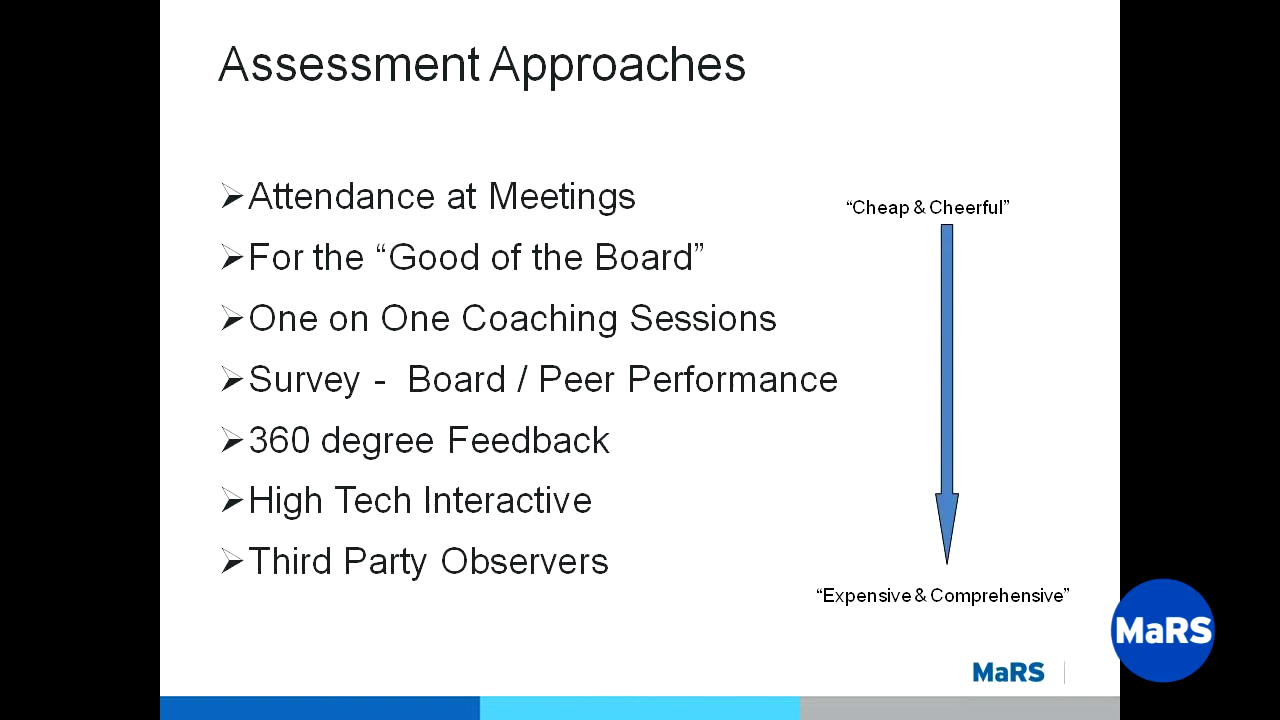 Assessment Approaches
Attendance at Meetings
“Cheap & Cheerful”
For the “Good of the Board”
One on One Coaching Sessions
Survey - Board / Peer Performance
360 degree Feedback
High Tech Interactive
Third Party Observers
“Expensive & Comprehensive”
MaRS
MaRS